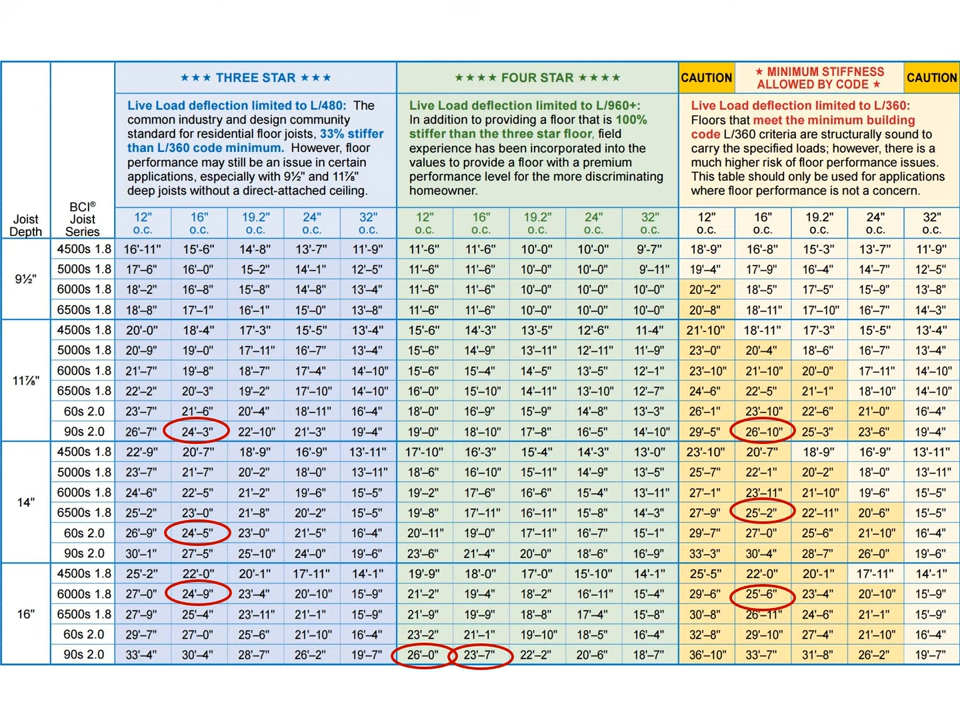 ★★★ THREE STAR ★★★
★★★★ FOUR STAR ★★★★
CAUTION
★ MINIMUM STIFFNESS
ALLOWED BY CODE ★
CAUTION
Live Load deflection limited to L/480: The
common industry and design community
standard for residential floor joists, 33% stiffer
than L/360 code minimum. However, floor
performance may still be an issue in certain
applications, especially with 9½" and 11⅞"
deep joists without a direct-attached ceiling.
Live Load deflection limited to L/960+:
In addition to providing a floor that is 100%
stiffer than the three star floor, field
experience has been incorporated into the
values to provide a floor with a premium
performance level for the more discriminating
homeowner.
Live Load deflection limited to L/360:
Floors that meet the minimum building
code L/360 criteria are structurally sound to
carry the specified loads; however, there is a
much higher risk of floor performance issues.
This table should only be used for applications
where floor performance is not a concern.
Joist
Depth
BCI®
Joist
Series
12" 16" 19.2" 24" 32" 12" 16" 19.2" 24" 32" 12" 16" 19.2" 24" 32"
o.c. o.c. o.c. o.c. o.c. o.c. o.c. o.c. o.c. o.c. o.c. o.c. o.c. o.c. o.c.
9½"
4500s 1.8 16'-11" 15'-6" 14'-8" 13'-7" 11'-9" 11'-6" 11'-6" 10'-0" 10'-0" 9'-7" 18'-9" 16'-8" 15'-3" 13'-7" 11'-9"
5000s 1.8 17'–6" 16'–0" 15–2" 14'–1" 12'–5" 11'–6" 11'–6" 10'–0" 10'–0" 9'–11" 19'–4" 17'–9" 16'–4" 14'–7" 12'–5"
6000s 1.8 18'–2" 16'–8" 15'–8" 14'–8" 13'–4" 11'–6" 11'–6" 10'–0" 10'–0" 10'–0" 20'–2" 18'–5" 17'–5" 15'–9" 13'–8"
6500s 1.8 18'–8" 17'–1" 16'–1" 15'–0" 13'–8" 11'–6" 11'–6" 10'–0" 10'–0" 10'–0" 20'–8" 18'–11" 17'–10" 16'–7" 14'–3"
11⅞"
4500s 1.8 20'-0" 18'-4" 17'-3" 15'-5" 13'-4" 15'-6" 14'-3" 13'-5" 12'-6" 11-4" 21'-10" 18'-11" 17'-3" 15'-5" 13'-4"
5000s 1.8 20'–9" 19'–0" 17'–11" 16'–7" 13'–4" 15'–6" 14'–9" 13'–11" 12'–11" 11'–9" 23'–0" 20'–4" 18'–6" 16'–7" 13'–4"
6000s 1.8 21'–7" 19'–8" 18'–7" 17'–4" 14'–10" 15'–6" 15'–4" 14'–5" 13'–5" 12'–1" 23'–10" 21'–10" 20'–0" 17'–11" 14'–10"
6500s 1.8 22'–2" 20'–3" 19'–2" 17'–10" 14'–10" 16'–0" 15'–10" 14'–11" 13'–10" 12'–7" 24'–6" 22'–5" 21'–1" 18'–10" 14'–10"
60s 2.0 23'–7" 21'–6" 20'–4" 18'–11" 16'–4" 18'–0" 16'–9" 15'–9" 14'–8" 13'–3" 26'–1" 23'–10" 22'–6" 21'–0" 16'–4"
90s 2.0 26'–7" 24'–3" 22'–10" 21'–3" 19'–4" 19'–0" 18'–10" 17'–8" 16'–5" 14'–10" 29'–5" 26'–10" 25'–3" 23'–6" 19'–4"
14"
4500s 1.8 22'-9" 20'-7" 18'-9" 16'-9" 13'-11" 17'-10" 16'-3" 15'-4" 14'-3" 13'-0" 23'-10" 20'-7" 18'-9" 16'-9" 13'-11"
5000s 1.8 23'–7" 21'–7" 20'–2" 18'–0" 13'–11" 18'–6" 16'–10" 15'–11" 14'–9" 13'–5" 25'–7" 22'–1" 20'–2" 18'–0" 13'–11"
6000s 1.8 24'–6" 22'–5" 21'–2" 19'–6" 15'–5" 19'–2" 17'–6" 16'–6" 15'–4" 13'–11" 27'–1" 23'–11" 21'–10" 19'–6" 15'–5"
6500s 1.8 25'–2" 23'–0" 21'–8" 20'–2" 15'–5" 19'–8" 17'–11" 16'–11" 15'–8" 14'–3" 27'–9" 25'–2" 22'–11" 20'–6" 15'–5"
60s 2.0 26'–9" 24'–5" 23'–0" 21'–5" 16'–4" 20'–11" 19'–0" 17'–11" 16'–7" 15'–1" 29'–7 27'–0" 25'–6" 21'–10" 16'–4"
90s 2.0 30'–1" 27'–5" 25'–10" 24'–0" 19'–6" 23'–6" 21'–4" 20'–0" 18'–6" 16'–10" 33'–3" 30'–4" 28'–7" 26'–0" 19'–6"
16"
4500s 1.8 25'-2" 22'-0" 20'-1" 17'-11" 14'-1" 19'-9" 18'-0" 17'-0" 15'-10" 14'-3" 25'-5" 22'-0" 20'-1" 17'-11" 14'-1"
6000s 1.8 27'–0" 24'–9" 23'–4" 20'–10" 15'–9" 21'–2" 19'–4" 18'–2" 16'–11" 15'–4" 29'–6" 25'–6" 23'–4" 20'–10" 15'–9"
6500s 1.8 27'–9" 25'–4" 23'–11" 21'–1" 15'–9" 21'–9" 19'–9" 18'–8" 17'–4" 15'–8" 30'–8" 26'–11" 24'–6" 21'–1" 15'–9"
60s 2.0 29'–7" 27'–0" 25'–6" 21'–10" 16'–4" 23'–2" 21'–1" 19'–10" 18'–5" 16'–4" 32'–8" 29'–10" 27'–4" 21'–10" 16'–4"
90s 2.0 33'–4" 30'–4" 28'–7" 26'–2" 19'–7" 26'–0" 23'–7" 22'–2" 20'–6" 18'–7" 36'–10" 33'–7" 31'–8" 26'–2" 19'–7"